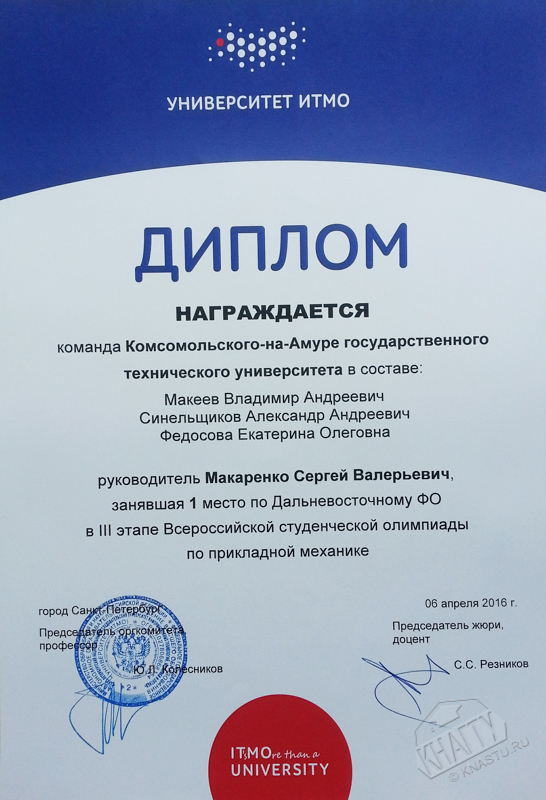 УНИВЕРСИТЕТ ИТМО
ДИПЛОМ
НАГРАЖДАЕТСЯ
команда Комсомольского-на-Амуре государственного
технического университета в составе:
Макеев Владимир Андреевич
Синельщиков Александр Андреевич
Федосова Екатерина Олеговна
руководитель Макаренко Сергей Валерьевич,
занявшая 1 место по Дальневосточному ФО
в III этапе Всероссийской студенческой олимпиады
по прикладной механике
город Санкт-Петербург
06 апреля 2016 г.
Председатель оргкомитета,
профессор
Ю.Л. Колесников
Председатель жюри,
доцент
С.С. Резников
ITsMOre than a
UNIVERSITY
КНАГТУ
© KNASTU.RU